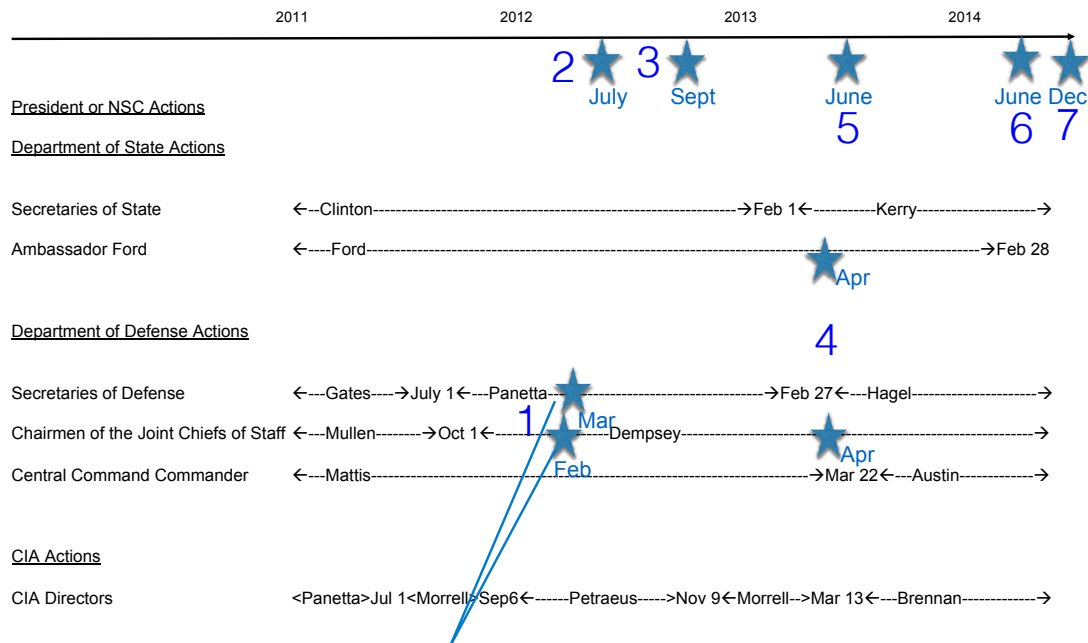 2011 2012 2013 2014
2 3
July Sept June June Dec
President or NSC Actions
5 6 7
Department of State Actions
Secretaries of State ←--Clinton-----------------------------------------------------------------→Feb 1←-----------Kerry---------------------→
Ambassador Ford ←----Ford-----------------------------------------------------------------------------------------------→Feb 28
Apr
Department of Defense Actions
4
Secretaries of Defense ←---Gates-----→July 1←---Panetta----------------------------------------→Feb 27←---Hagel-------------------------→
1 Mar
Chairmen of the Joint Chiefs of Staff ←---Mullen--------→Oct 1←---------------------Dempsey-----------------------------------------------------------------→
Feb Apr
Central Command Commander ←---Mattis-----------------------------------------------------------------------------→Mar 22←---Austin--------------→
CIA Actions
CIA Directors <Panetta>Jul 1<Morrell>Sep6←------Petraeus----->Nov 9←Morrell-->Mar 13←---Brennan---------------→